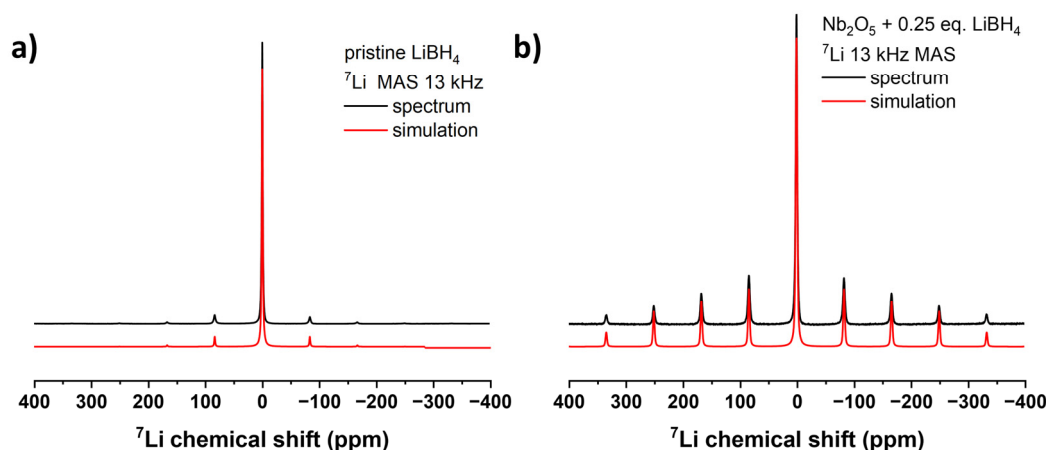 a)
pristine LiBH₄
⁷Li MAS 13 kHz
spectrum
simulation
400 300 200 100 0 −100 −200 −300 −400
⁷Li chemical shift (ppm)
b)
Nb₂O₅ + 0.25 eq. LiBH₄
⁷Li 13 kHz MAS
spectrum
simulation
400 300 200 100 0 −100 −200 −300 −400
⁷Li chemical shift (ppm)